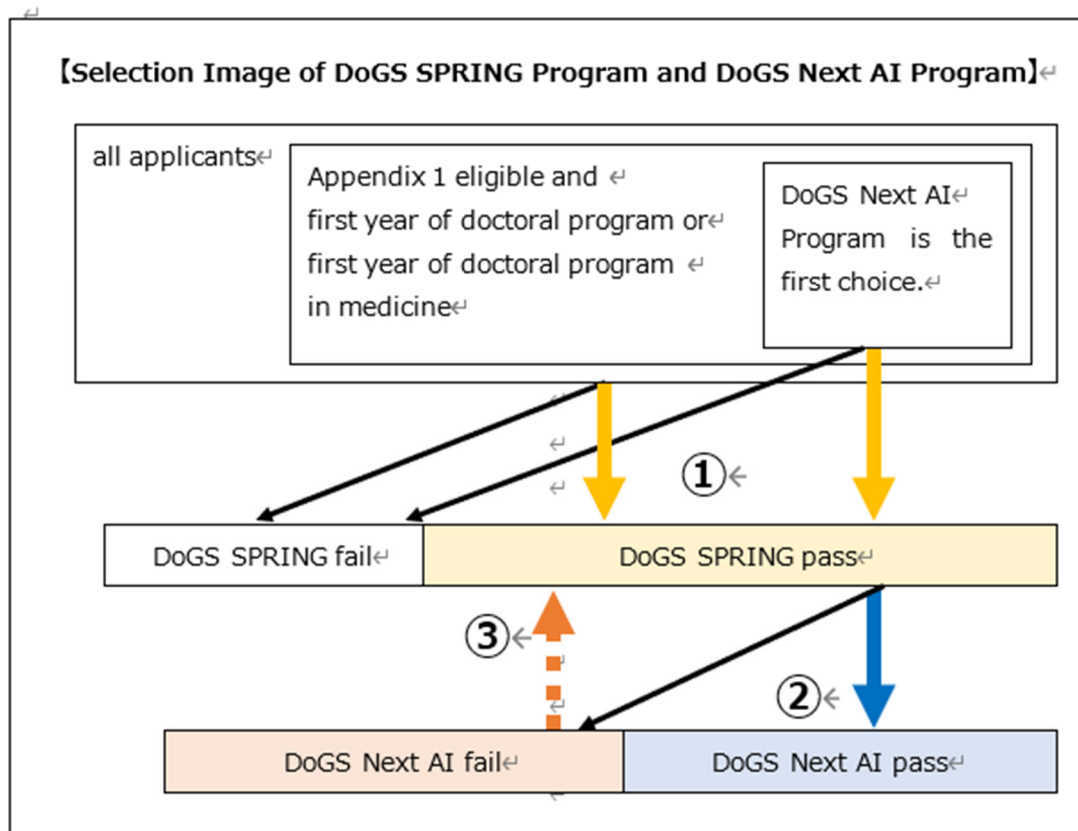 【Selection Image of DoGS SPRING Program and DoGS Next AI Program】
all applicants
Appendix 1 eligible and
first year of doctoral program or
first year of doctoral program
in medicine
DoGS Next AI
Program is the
first choice.
①
DoGS SPRING fail
DoGS SPRING pass
③
②
DoGS Next AI fail
DoGS Next AI pass